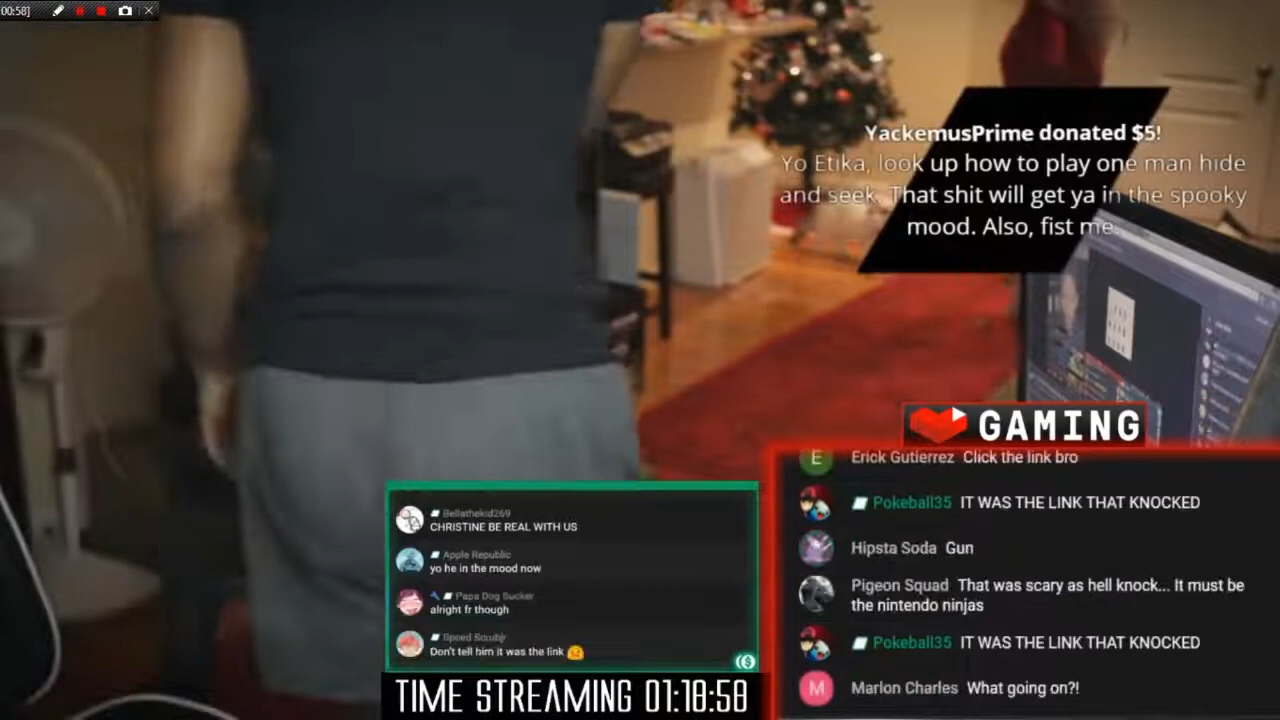 00:58]
YackemusPrime donated $5!
Yo Etika, look up how to play one man hide
and seek. That shit will get ya in the spooky
mood. Also, fist me.
GAMING
Erick Gutierrez Click the link bro
Pokeball35 IT WAS THE LINK THAT KNOCKED
Hipsta Soda Gun
Pigeon Squad That was scary as hell knock... It must be
the nintendo ninjas
Pokeball35 IT WAS THE LINK THAT KNOCKED
Marlon Charles What going on?!
Bellathekid269
CHRISTINE BE REAL WITH US
Apple Republic
yo he in the mood now
Papa Dog Sucker
alright fr though
Speed
Don't tell him it was the link
TIME STREAMING 01:18:58